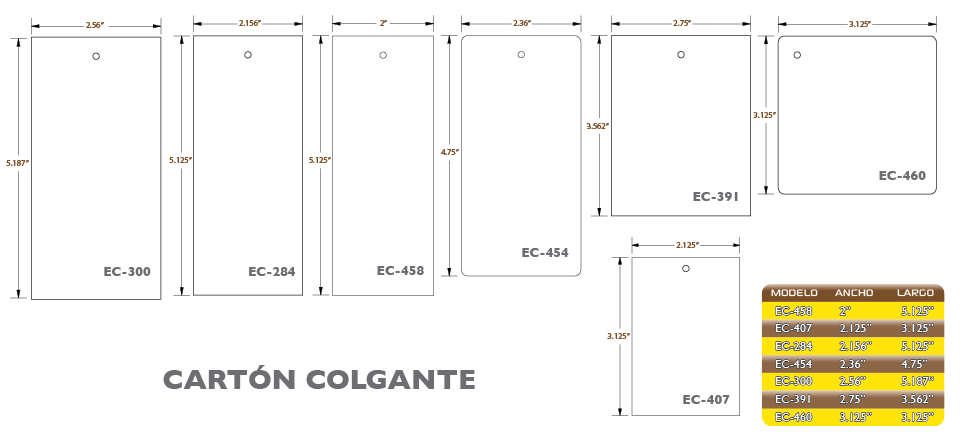 2.56”
2.156”
2”
2.36”
2.75”
3.125”
5.187”
5.125”
5.125”
4.75”
3.562”
3.125”
EC-300
EC-284
EC-458
EC-454
EC-391
EC-460
2.125”
3.125”
EC-407
CARTÓN COLGANTE
MODELO ANCHO LARGO
EC-458 2” 5.125”
EC-407 2.125” 3.125”
EC-284 2.156” 5.125”
EC-454 2.36” 4.75”
EC-300 2.56” 5.187”
EC-391 2.75” 3.562”
EC-460 3.125” 3.125”